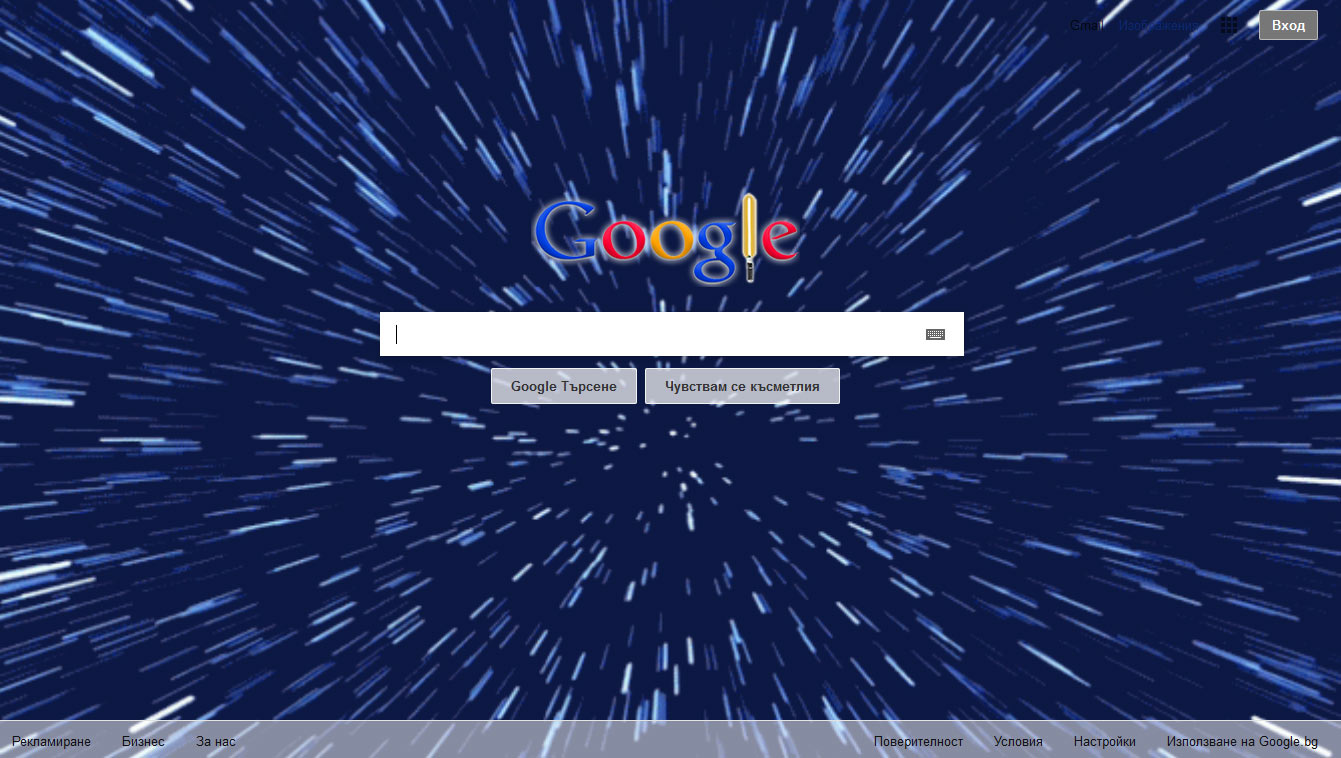 Gmail Изображения Вход
Google
Google Търсене Чувствам се късметлия
Рекламиране Бизнес За нас Поверителност Условия Настройки Използване на Google.bg